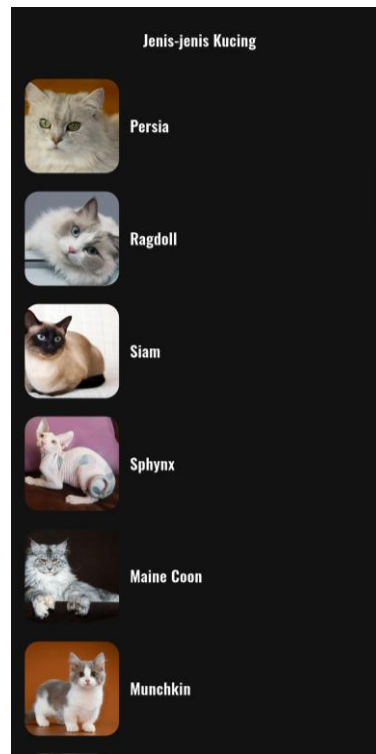 Jenis-jenis Kucing
Persia
Ragdoll
Siam
Sphynx
Maine Coon
Munchkin